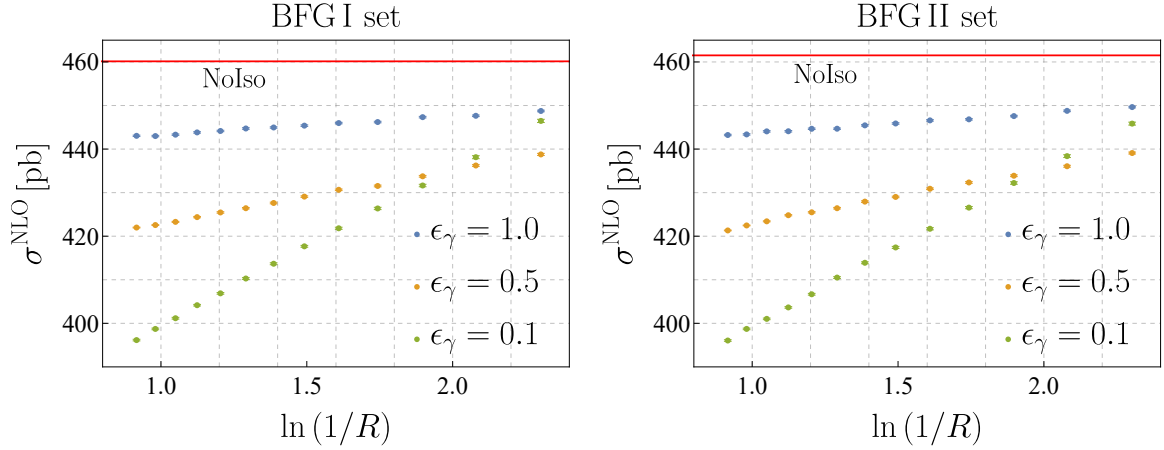 BFG I set
460
440
420
400
σ^NLO [pb]
NoIso
ϵ_γ = 1.0
ϵ_γ = 0.5
ϵ_γ = 0.1
1.0 1.5 2.0
ln (1/R)
BFG II set
460
440
420
400
σ^NLO [pb]
NoIso
ϵ_γ = 1.0
ϵ_γ = 0.5
ϵ_γ = 0.1
1.0 1.5 2.0
ln (1/R)